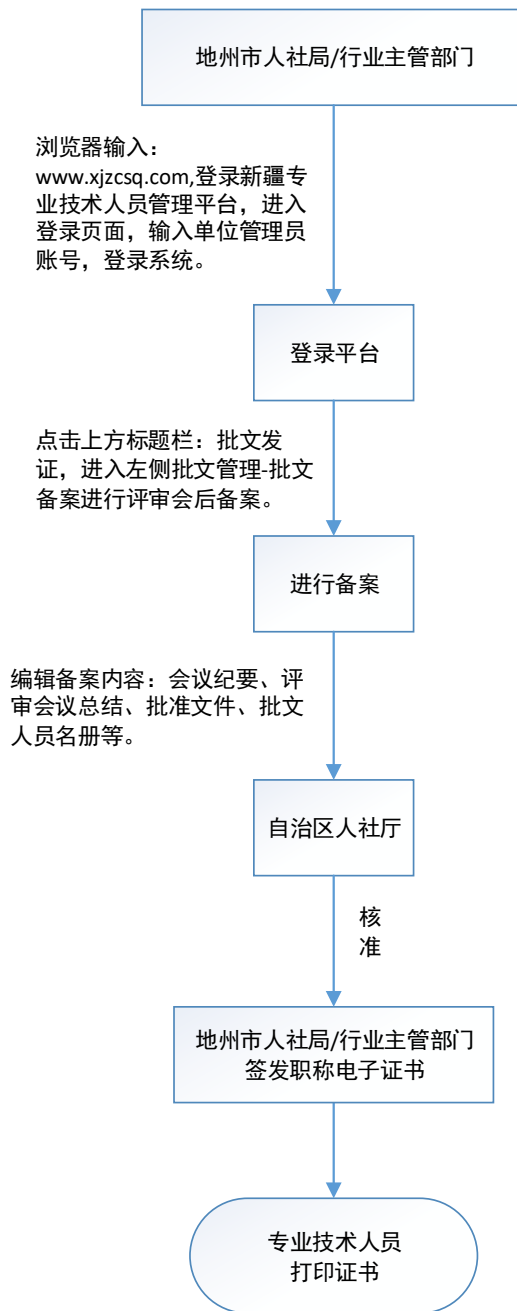 地州市人社局/行业主管部门
浏览器输入：
www.xjzcsq.com,登录新疆专
业技术人员管理平台，进入
登录页面，输入单位管理员
账号，登录系统。
登录平台
点击上方标题栏：批文发
证，进入左侧批文管理-批文
备案进行评审会后备案。
进行备案
编辑备案内容：会议纪要、评
审会议总结、批准文件、批文
人员名册等。
自治区人社厅
核
准
地州市人社局/行业主管部门
签发职称电子证书
专业技术人员
打印证书